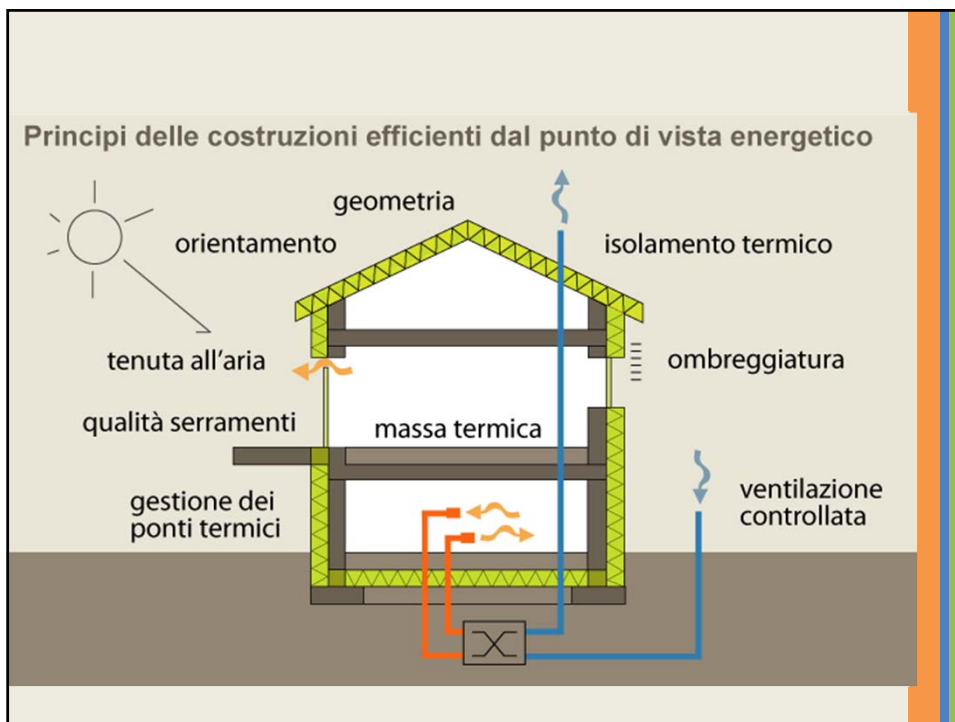 Principi delle costruzioni efficienti dal punto di vista energetico
geometria
orientamento
isolamento termico
tenuta all'aria
ombreggiatura
qualità serramenti
massa termica
gestione dei
ponti termici
ventilazione
controllata